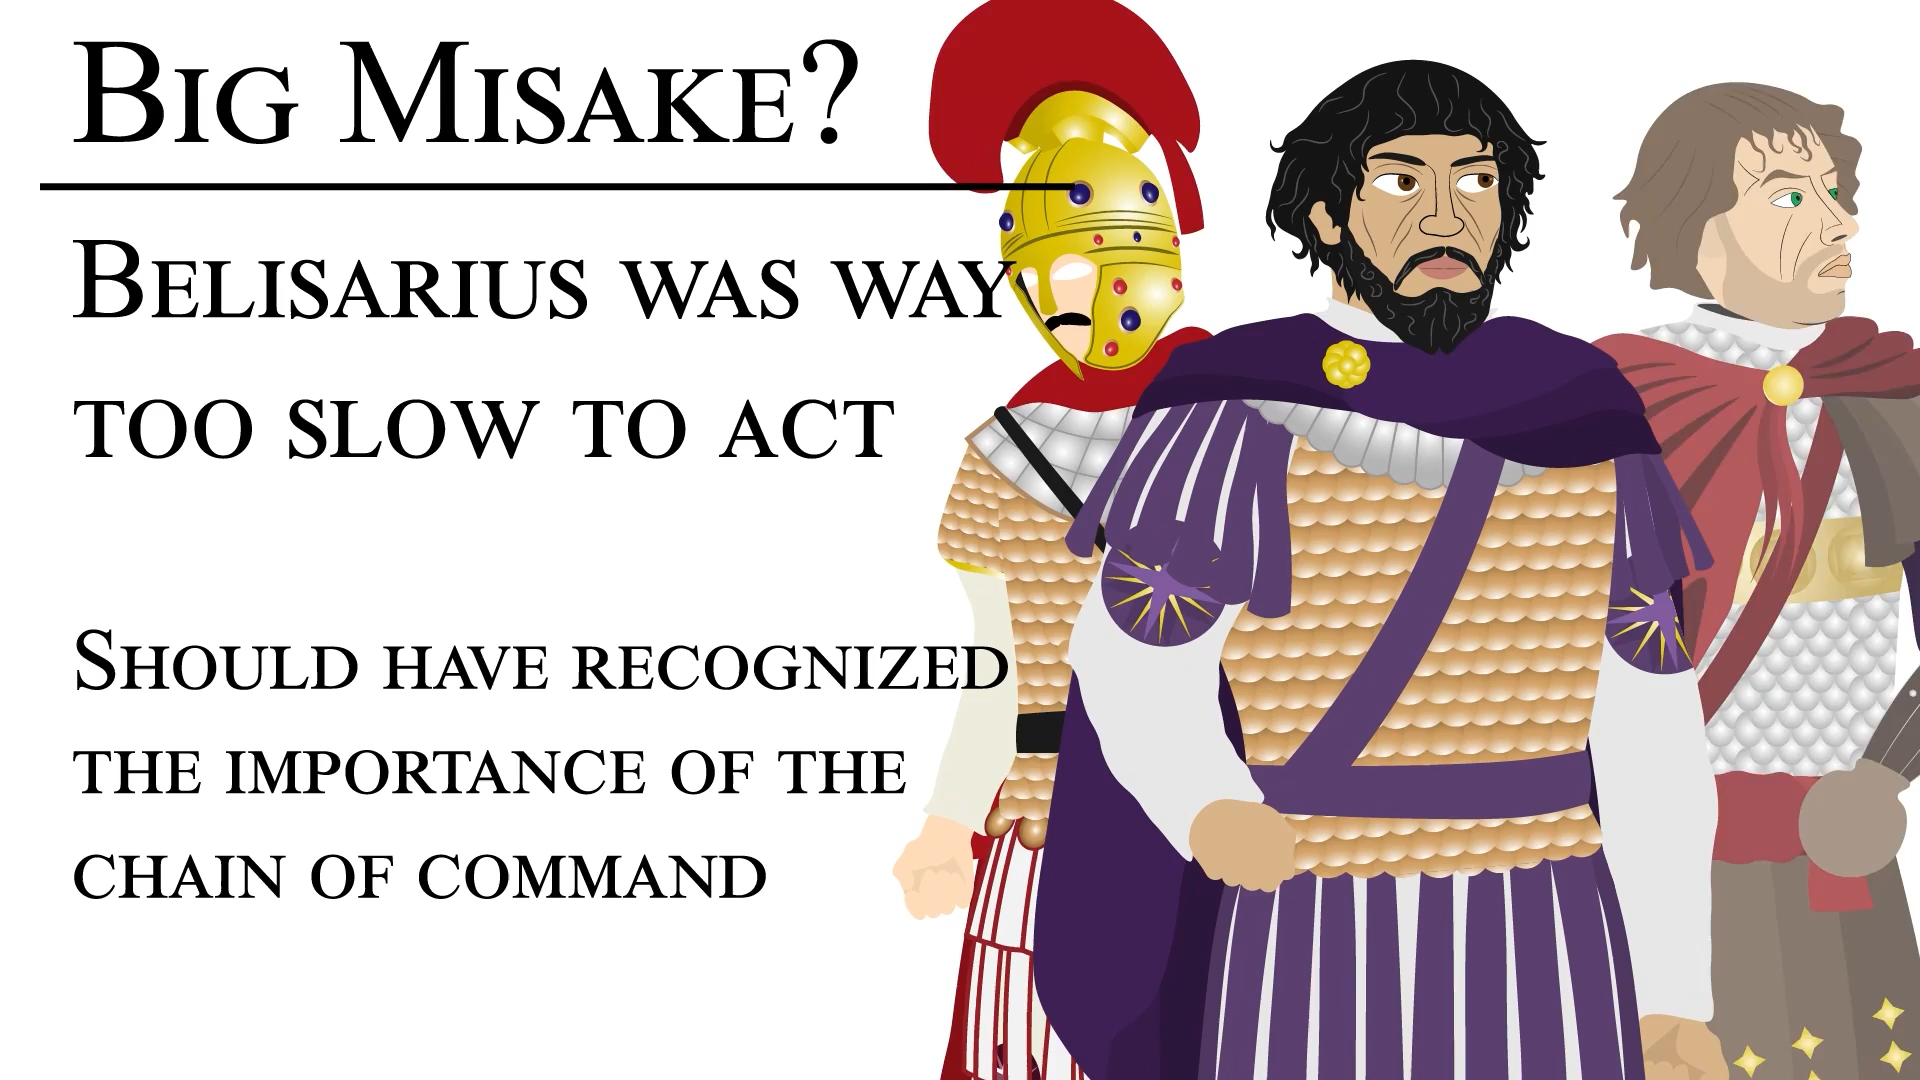 Big Misake?
Belisarius was way
too slow to act
Should have recognized
the importance of the
chain of command